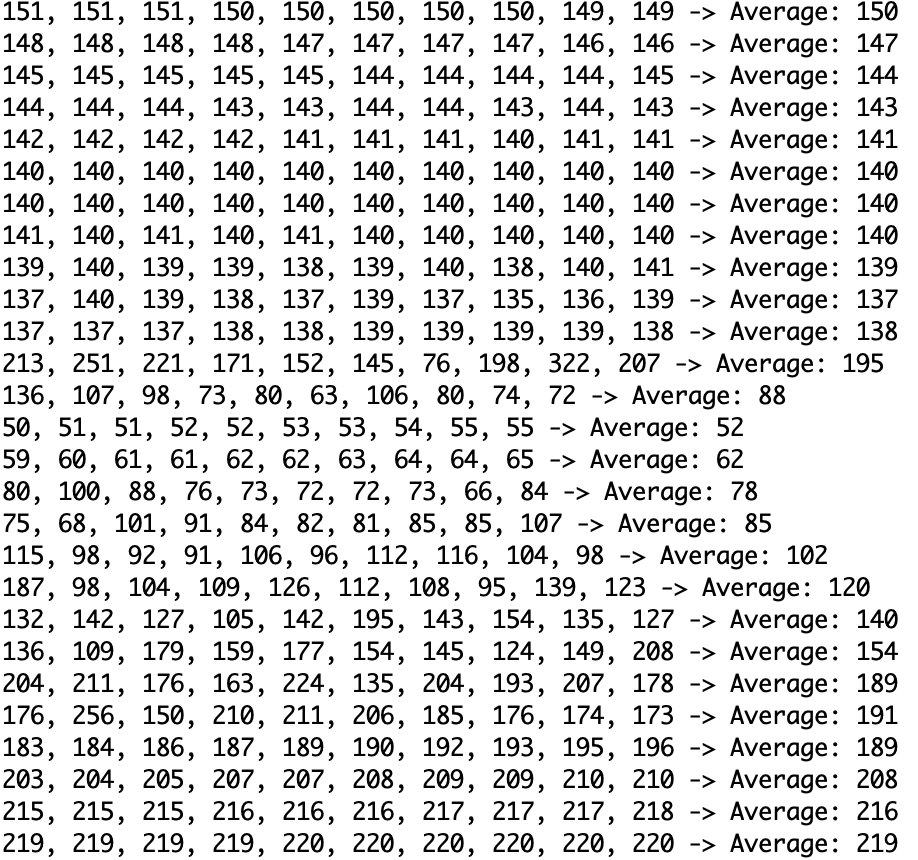 151, 151, 151, 150, 150, 150, 150, 150, 149, 149 -> Average: 150
148, 148, 148, 148, 147, 147, 147, 147, 146, 146 -> Average: 147
145, 145, 145, 145, 145, 144, 144, 144, 144, 145 -> Average: 144
144, 144, 144, 143, 143, 144, 144, 143, 144, 143 -> Average: 143
142, 142, 142, 142, 141, 141, 141, 140, 141, 141 -> Average: 141
140, 140, 140, 140, 140, 140, 140, 140, 140, 140 -> Average: 140
140, 140, 140, 140, 140, 140, 140, 140, 140, 140 -> Average: 140
141, 140, 141, 140, 141, 140, 140, 140, 140, 140 -> Average: 140
139, 140, 139, 139, 138, 139, 140, 138, 140, 141 -> Average: 139
137, 140, 139, 138, 137, 139, 137, 135, 136, 139 -> Average: 137
137, 137, 137, 138, 138, 139, 139, 139, 139, 138 -> Average: 138
213, 251, 221, 171, 152, 145, 76, 198, 322, 207 -> Average: 195
136, 107, 98, 73, 80, 63, 106, 80, 74, 72 -> Average: 88
50, 51, 51, 52, 52, 53, 53, 54, 55, 55 -> Average: 52
59, 60, 61, 61, 62, 62, 63, 64, 64, 65 -> Average: 62
80, 100, 88, 76, 73, 72, 72, 73, 66, 84 -> Average: 78
75, 68, 101, 91, 84, 82, 81, 85, 85, 107 -> Average: 85
115, 98, 92, 91, 106, 96, 112, 116, 104, 98 -> Average: 102
187, 98, 104, 109, 126, 112, 108, 95, 139, 123 -> Average: 120
132, 142, 127, 105, 142, 195, 143, 154, 135, 127 -> Average: 140
136, 109, 179, 159, 177, 154, 145, 124, 149, 208 -> Average: 154
204, 211, 176, 163, 224, 135, 204, 193, 207, 178 -> Average: 189
176, 256, 150, 210, 211, 206, 185, 176, 174, 173 -> Average: 191
183, 184, 186, 187, 189, 190, 192, 193, 195, 196 -> Average: 189
203, 204, 205, 207, 207, 208, 209, 209, 210, 210 -> Average: 208
215, 215, 215, 216, 216, 216, 217, 217, 217, 218 -> Average: 216
219, 219, 219, 219, 220, 220, 220, 220, 220, 220 -> Average: 219